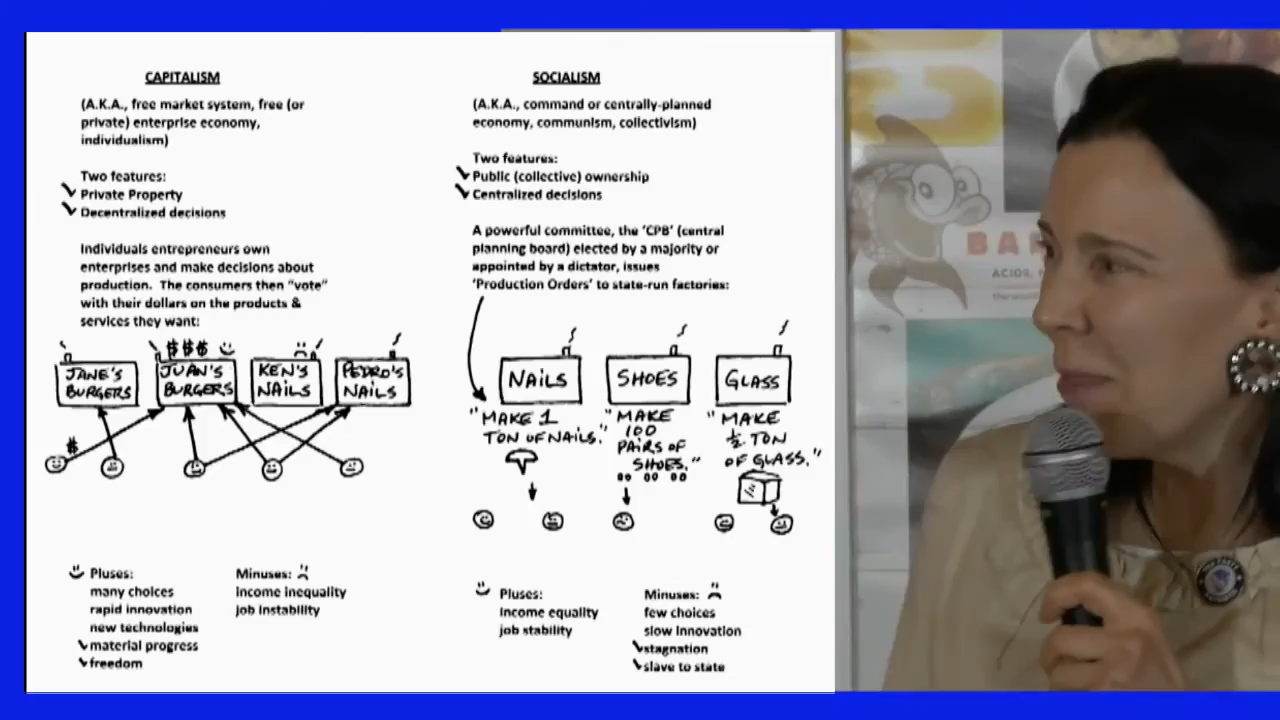 CAPITALISM
(A.K.A., free market system, free (or
private) enterprise economy,
individualism)
Two features:
Private Property
Decentralized decisions
Individuals entrepreneurs own
enterprises and make decisions about
production. The consumers then "vote"
with their dollars on the products &
services they want:
$$$
JANE'S
BURGERS
JUAN'S
BURGERS
KEN'S
NAILS
PEDRO'S
NAILS
$
Pluses:
many choices
rapid innovation
new technologies
material progress
freedom
Minuses:
income inequality
job instability
SOCIALISM
(A.K.A., command or centrally-planned
economy, communism, collectivism)
Two features:
Public (collective) ownership
Centralized decisions
A powerful committee, the 'CPB' (central
planning board) elected by a majority or
appointed by a dictator, issues
'Production Orders' to state-run factories:
NAILS
SHOES
GLASS
"MAKE 1
TON OF NAILS."
"MAKE
100
PAIRS OF
SHOES."
"MAKE
½ TON
OF GLASS."
Pluses:
income equality
job stability
Minuses:
few choices
slow innovation
stagnation
slave to state
ACIDS,